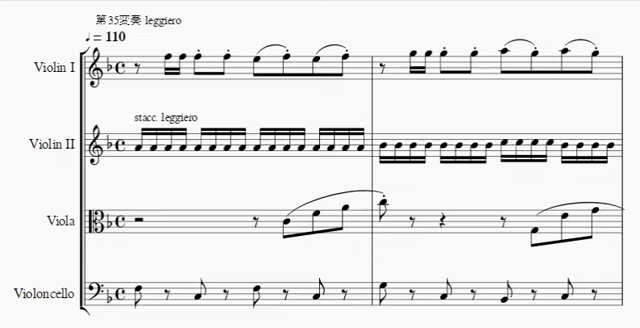 第35変奏 leggiero
♩ = 110
Violin I
stacc. leggiero
Violin II
Viola
Violoncello